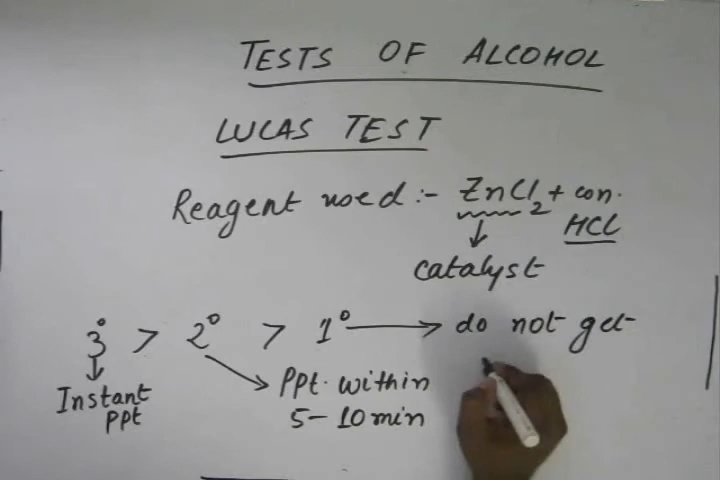 TESTS OF ALCOHOL
LUCAS TEST
Reagent used :- ZnCl2 + con.
HCl
catalyst
3° > 2° > 1° → do not get
Instant
ppt
ppt. within
5-10 min